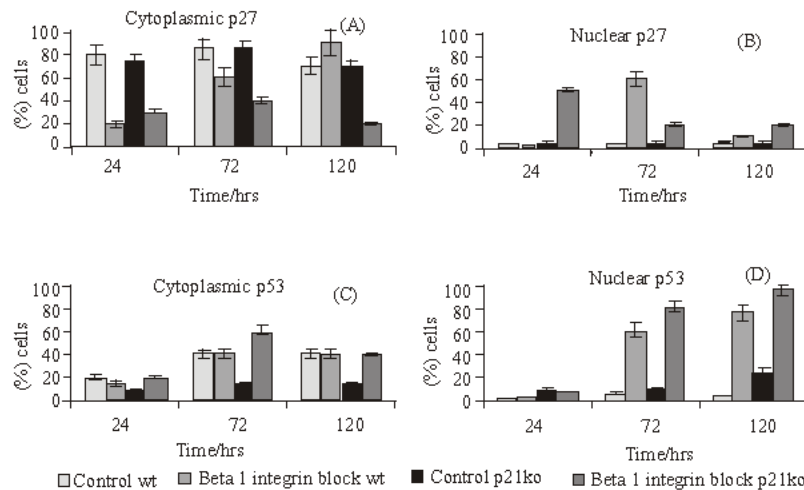 Cytoplasmic p27
(A)
(%) cells
100
80
60
40
20
0
24
72
120
Time/hrs
Nuclear p27
(B)
(%) cells
100
80
60
40
20
0
24
72
120
Time/hrs
Cytoplasmic p53
(C)
(%) cells
100
80
60
40
20
0
24
72
120
Time/hrs
Nuclear p53
(D)
(%) cells
100
80
60
40
20
0
24
72
120
Time/hrs
Control wt
Beta 1 integrin block wt
Control p21ko
Beta 1 integrin block p21ko